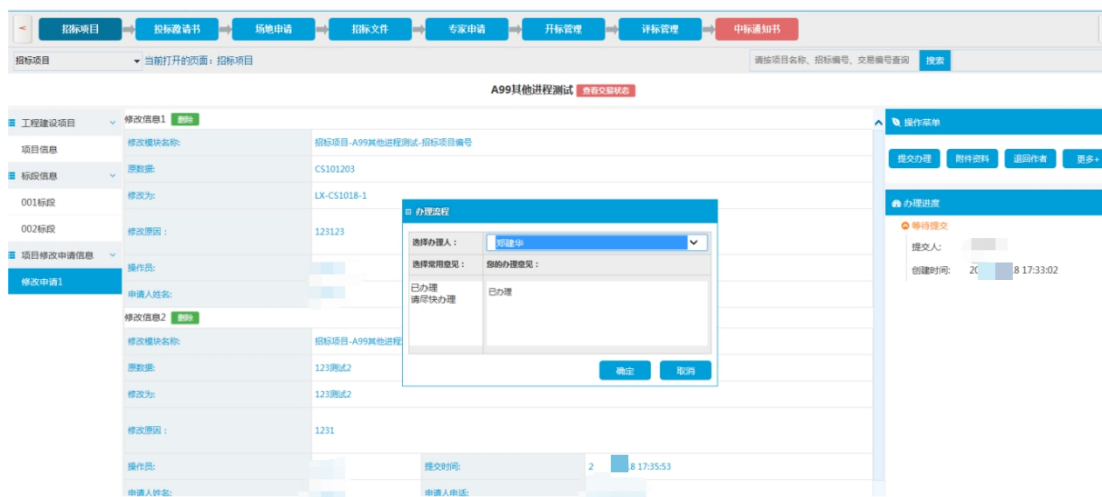 <
招标项目
投标邀请书
场地申请
招标文件
专家申请
开标管理
评标管理
中标通知书
招标项目
当前打开的页面：招标项目
请按项目名称、招标编号、交易编号查询
搜索
A99其他进程测试 查看交易状态
工程建设项目
项目信息
标段信息
001标段
002标段
项目修改申请信息
修改申请1
修改信息1 删除
修改模块名称: 招标项目-A99其他进程测试-招标项目编号
原数据: CS101203
修改为: LX-CS1018-1
修改原因： 123123
操作员:
申请人姓名:
修改信息2 删除
修改模块名称: 招标项目-A99其他进程
原数据: 123测试2
修改为: 123测试2
修改原因： 1231
操作员: 提交时间: 2 8 17:35:53
申请人姓名: 申请人电话:
办理流程
选择办理人： 郑建华
选择常用意见： 您的办理意见：
已办理
请尽快办理
已办理
确定 取消
操作菜单
提交办理 附件资料 退回作者 更多+
办理进度
等待提交
提交人:
创建时间: 20 8 17:33:02